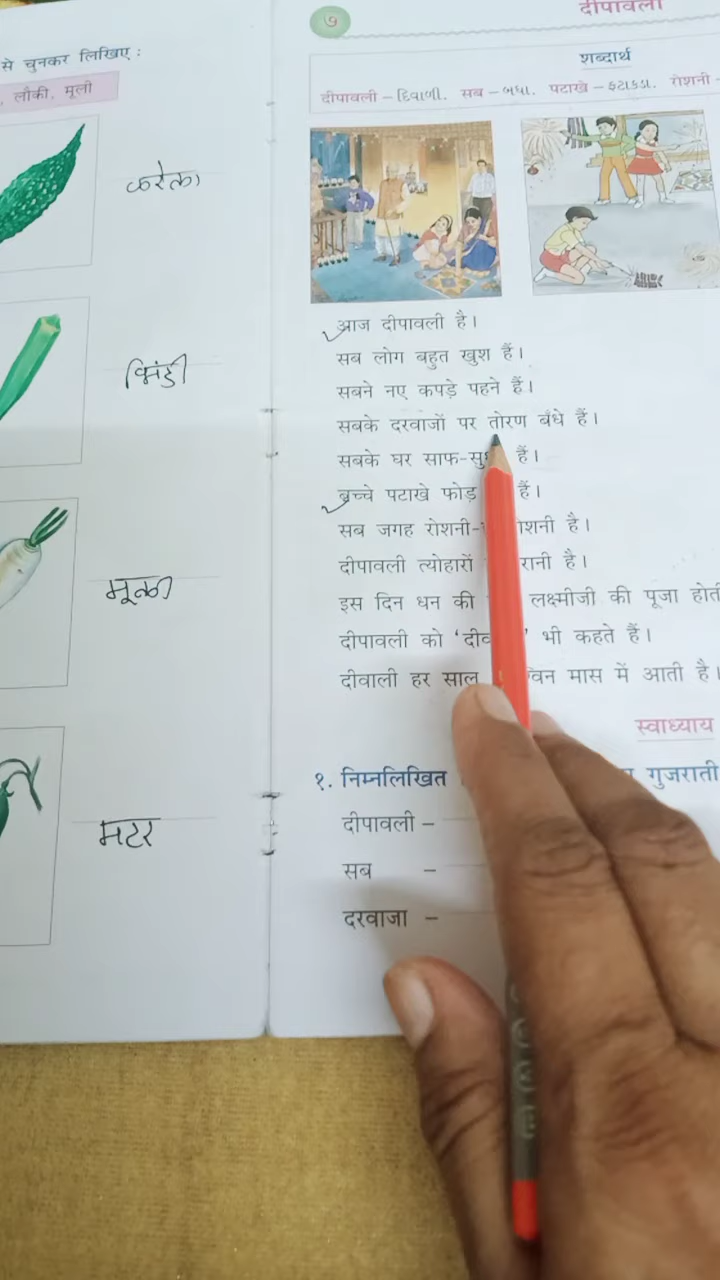 से चुनकर लिखिए :
लौकी, मूली
करेला
भिंडी
मूली
मटर
७
दीपावली
शब्दार्थ
दीपावली – દિવાળી. सब – બધા. पटाखे – ફટાકડા. रोशनी -
आज दीपावली है।
सब लोग बहुत खुश हैं।
सबने नए कपड़े पहने हैं।
सबके दरवाजों पर तोरण बँधे हैं।
सबके घर साफ-सु हैं।
बच्चे पटाखे फोड़ हैं।
सब जगह रोशनी- ोशनी है।
दीपावली त्योहारों रानी है।
इस दिन धन की लक्ष्मीजी की पूजा होती
दीपावली को ‘दीव ’ भी कहते हैं।
दीवाली हर साल विन मास में आती है।
स्वाध्याय
१. निम्नलिखित गुजराती
दीपावली –
सब –
दरवाजा –